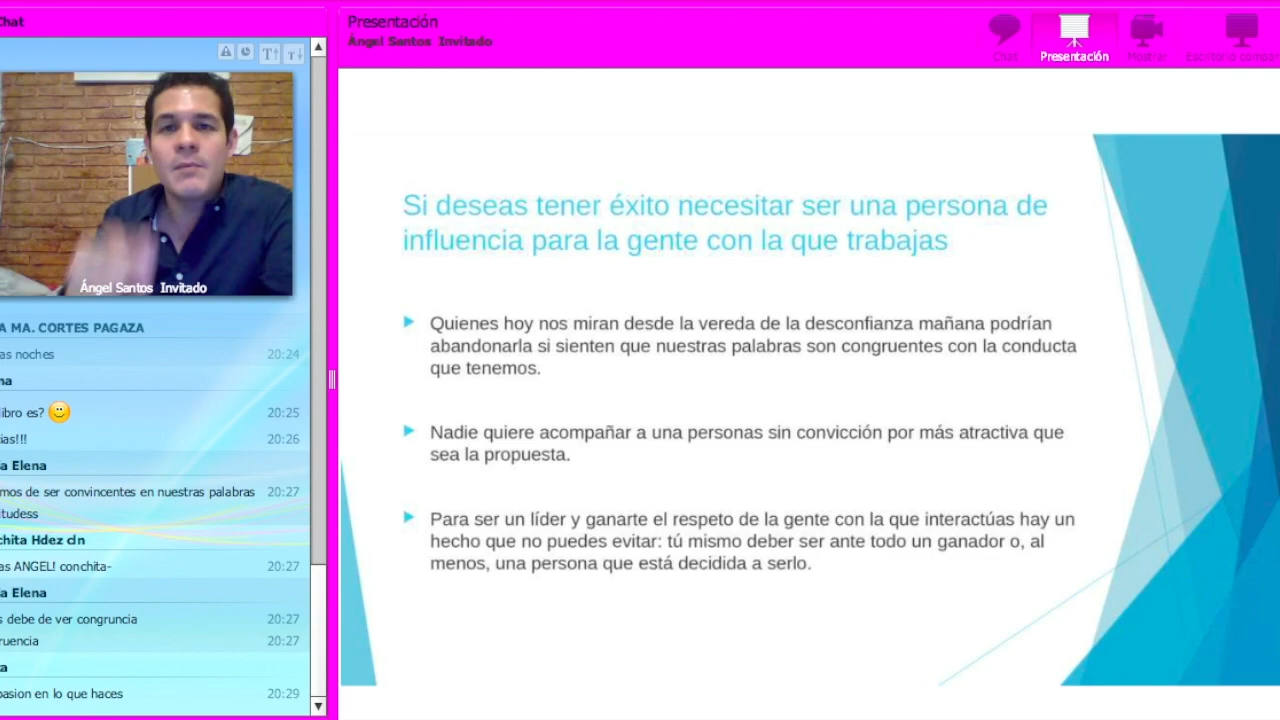 Chat
Ángel Santos Invitado
A MA. CORTES PAGAZA
as noches 20:24
na
ibro es? 20:25
ias!!! 20:26
a Elena
mos de ser convincentes en nuestras palabras 20:27
itudess
chita Hdez dn
as ANGEL! conchita- 20:27
a Elena
s debe de ver congruncia 20:27
ruencia 20:27
a
pasion en lo que haces 20:29
Presentación
Ángel Santos Invitado
Chat Presentación Mostrar Escritorio compar
Si deseas tener éxito necesitar ser una persona de
influencia para la gente con la que trabajas
Quienes hoy nos miran desde la vereda de la desconfianza mañana podrían
abandonarla si sienten que nuestras palabras son congruentes con la conducta
que tenemos.
Nadie quiere acompañar a una personas sin convicción por más atractiva que
sea la propuesta.
Para ser un líder y ganarte el respeto de la gente con la que interactúas hay un
hecho que no puedes evitar: tú mismo deber ser ante todo un ganador o, al
menos, una persona que está decidida a serlo.